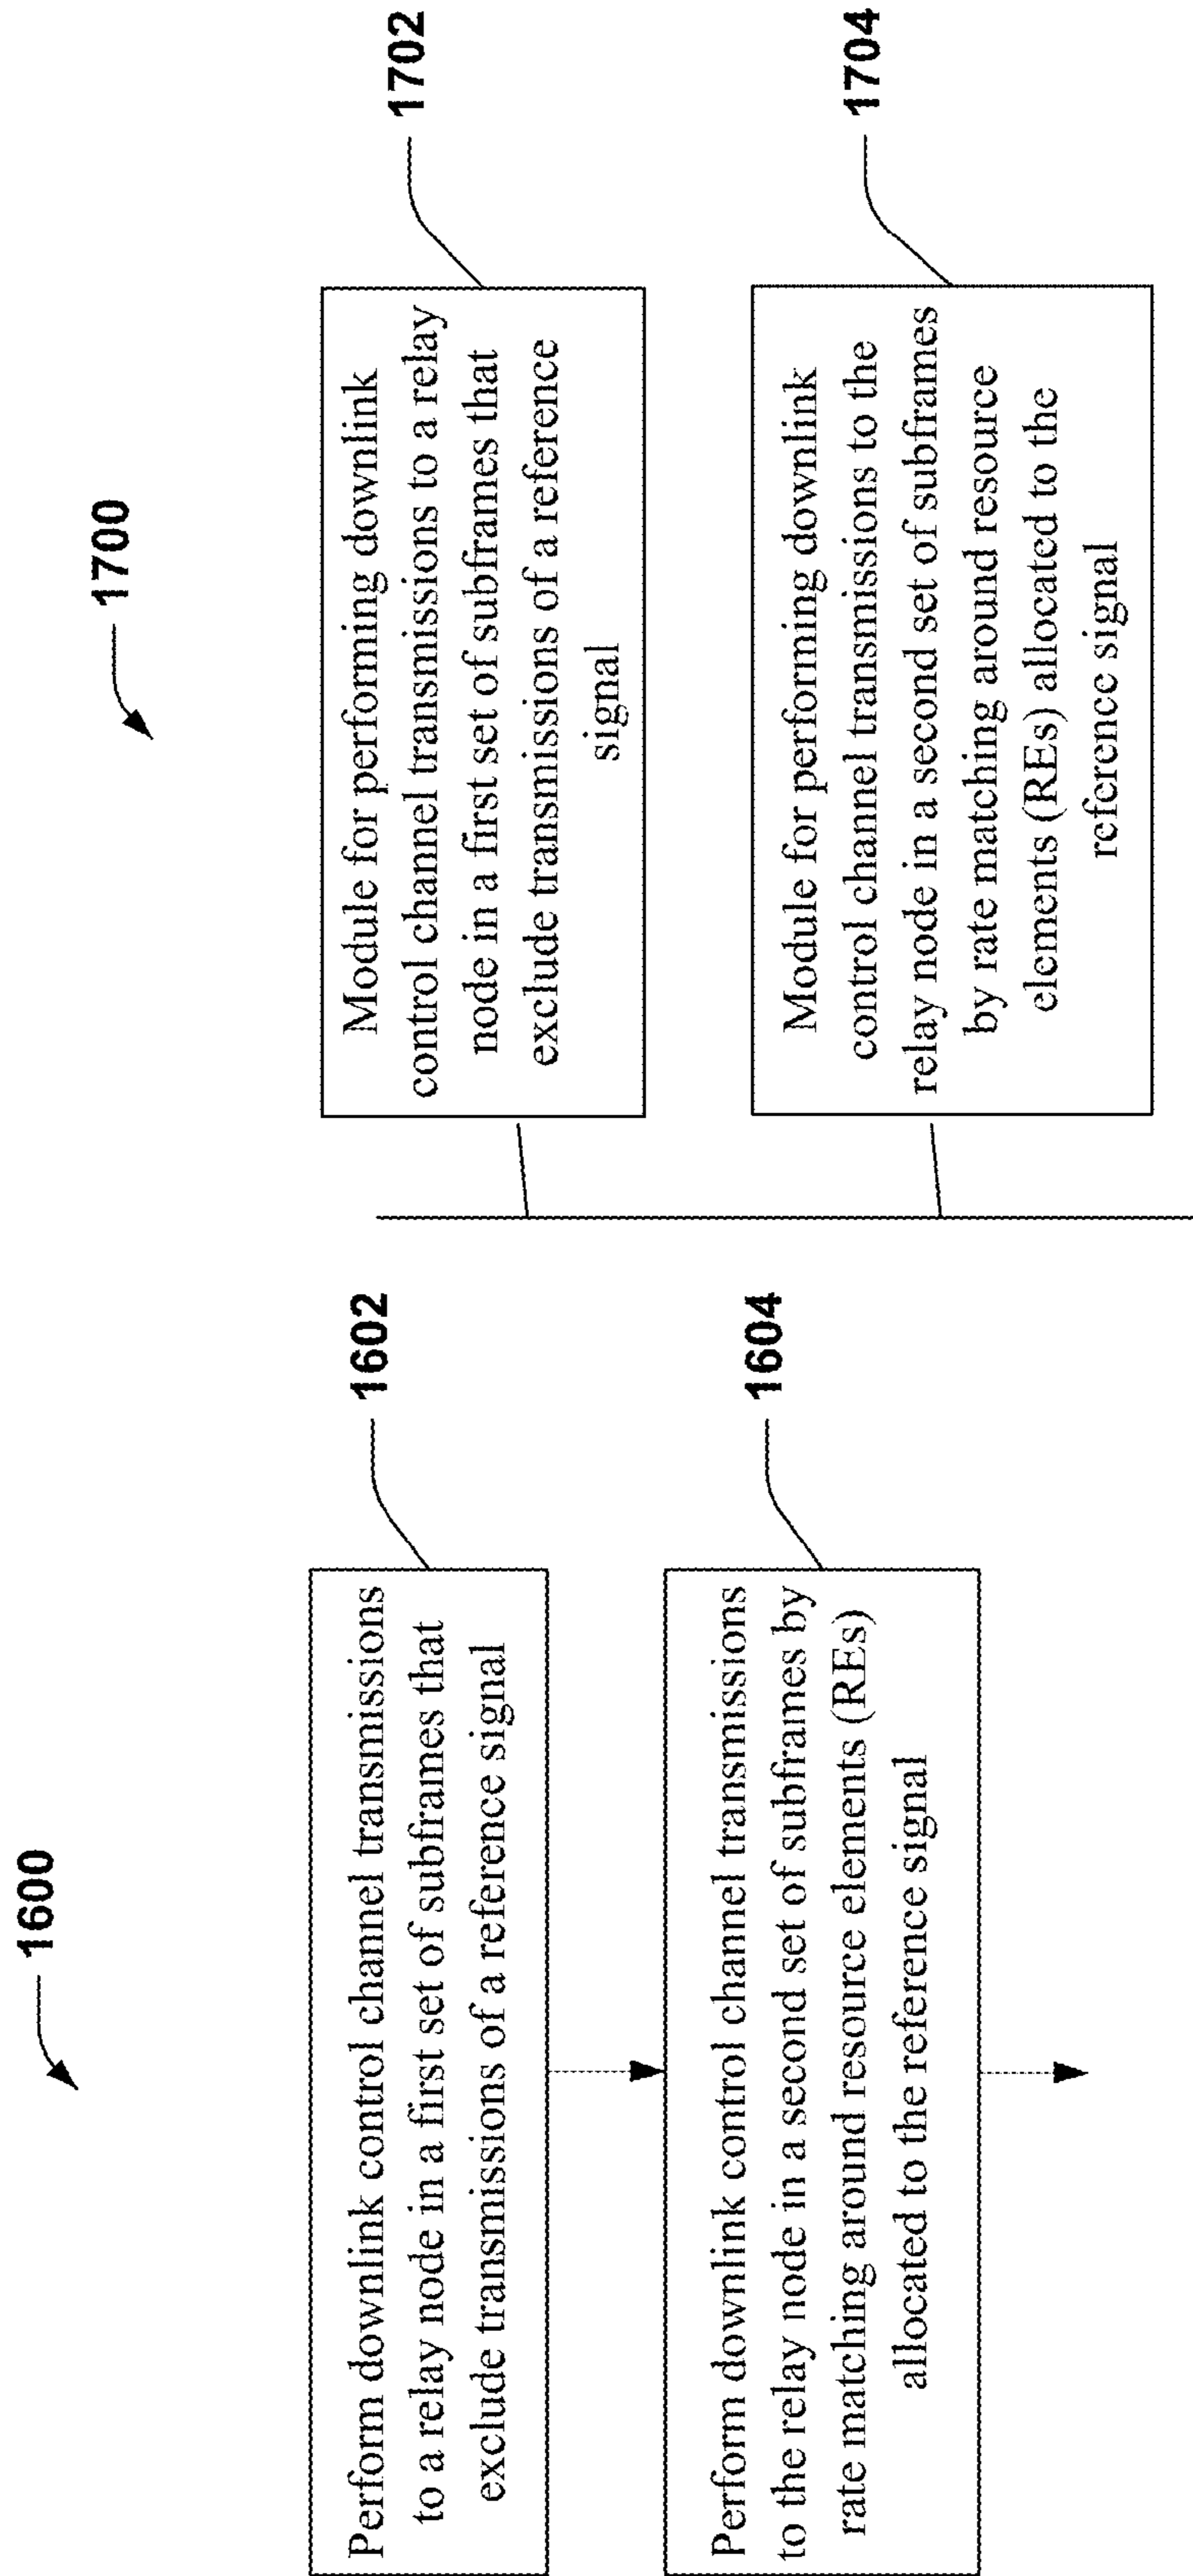 1600
Perform downlink control channel transmissions
to a relay node in a first set of subframes that
exclude transmissions of a reference signal
1602
Perform downlink control channel transmissions
to the relay node in a second set of subframes by
rate matching around resource elements (REs)
allocated to the reference signal
1604
1700
Module for performing downlink
control channel transmissions to a relay
node in a first set of subframes that
exclude transmissions of a reference
signal
1702
Module for performing downlink
control channel transmissions to the
relay node in a second set of subframes
by rate matching around resource
elements (REs) allocated to the
reference signal
1704